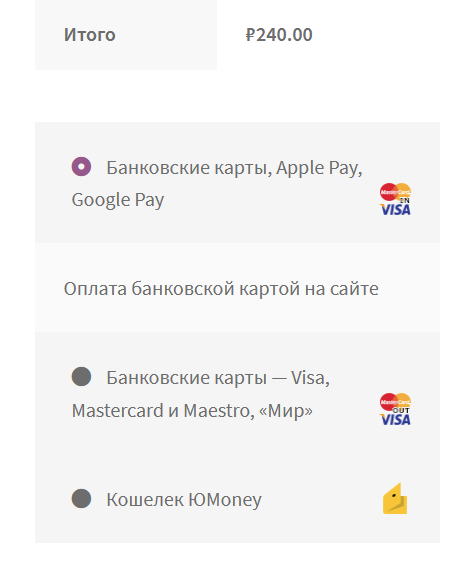 Итого ₽240.00
Банковские карты, Apple Pay,
Google Pay
MasterCard
EN
VISA
Оплата банковской картой на сайте
Банковские карты — Visa,
Mastercard и Maestro, «Мир»
MasterCard
OUT
VISA
Кошелек ЮMoney